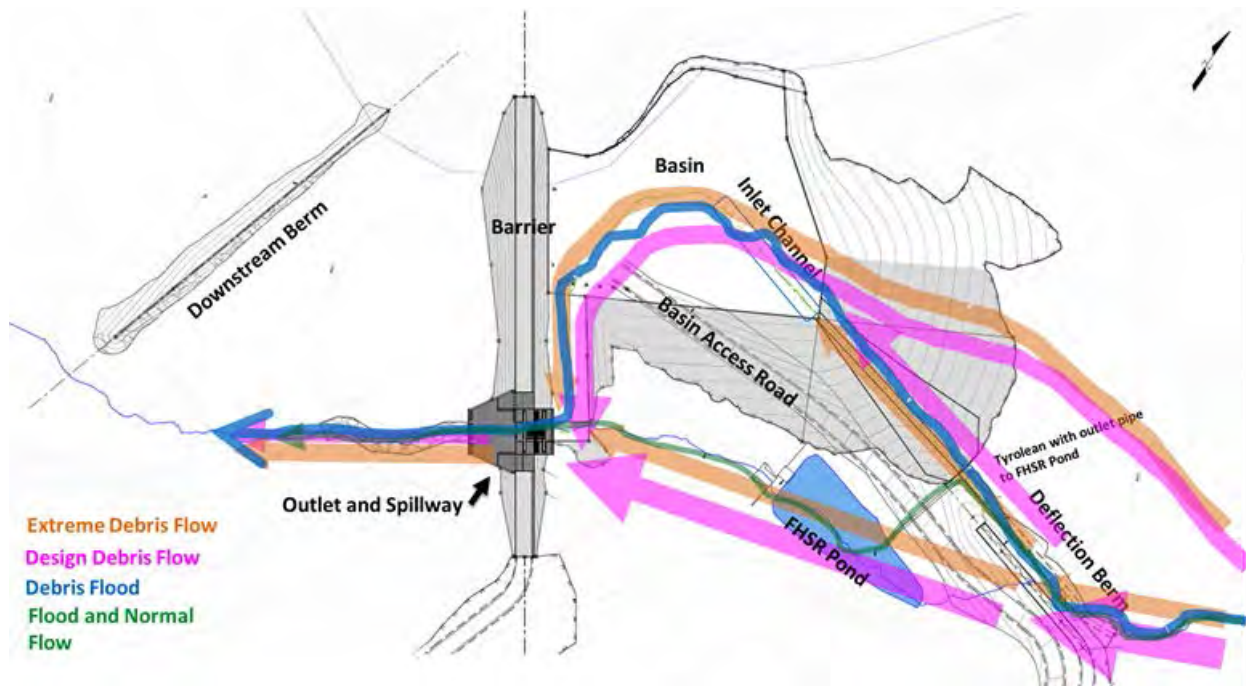 Basin
Inlet Channel
Barrier
Downstream Berm
Basin Access Road
Tyrolean with outlet pipe
to FHSR Pond
Deflection Berm
FHSR Pond
Outlet and Spillway
Extreme Debris Flow
Design Debris Flow
Debris Flood
Flood and Normal
Flow